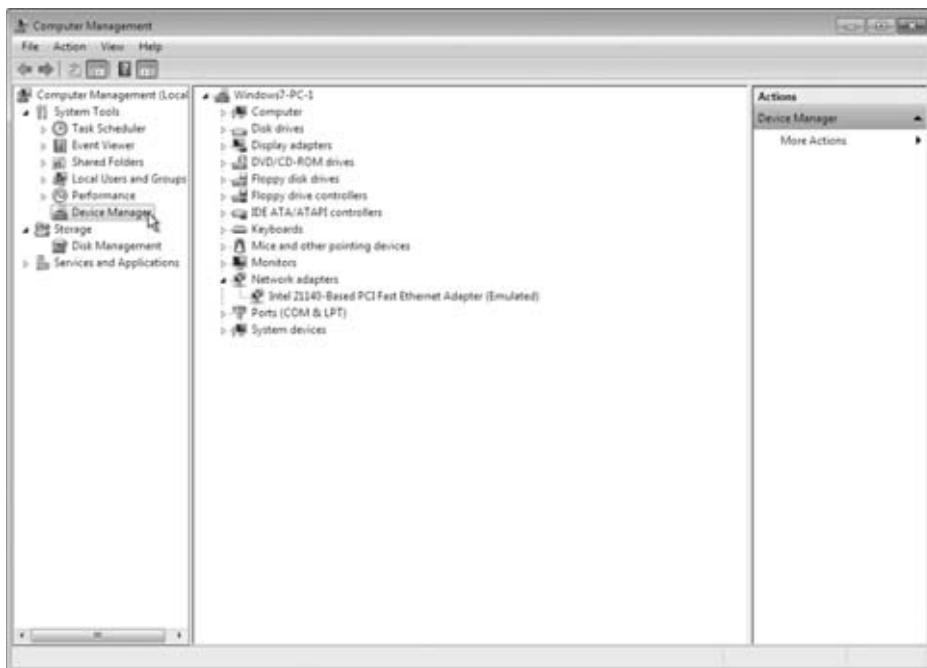 Computer Management
File Action View Help
Computer Management (Local
System Tools
Task Scheduler
Event Viewer
Shared Folders
Local Users and Groups
Performance
Device Manager
Storage
Disk Management
Services and Applications
Windows7-PC-1
Computer
Disk drives
Display adapters
DVD/CD-ROM drives
Floppy disk drives
Floppy drive controllers
IDE ATA/ATAPI controllers
Keyboards
Mice and other pointing devices
Monitors
Network adapters
Intel 21140-Based PCI Fast Ethernet Adapter (Emulated)
Ports (COM & LPT)
System devices
Actions
Device Manager
More Actions